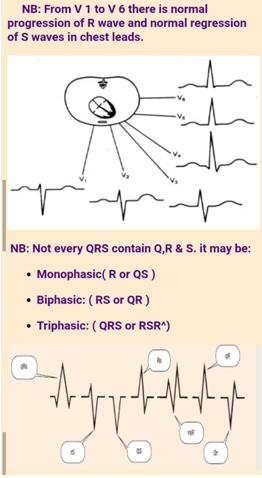 NB: From V 1 to V 6 there is normal
progression of R wave and normal regression
of S waves in chest leads.
V6
V5
V4
V3
V2
V1
NB: Not every QRS contain Q,R & S. it may be:
• Monophasic( R or QS )
• Biphasic: ( RS or QR )
• Triphasic: ( QRS or RSR^)
qRs
Rs
qR
rS
QS
rsR'
Qr